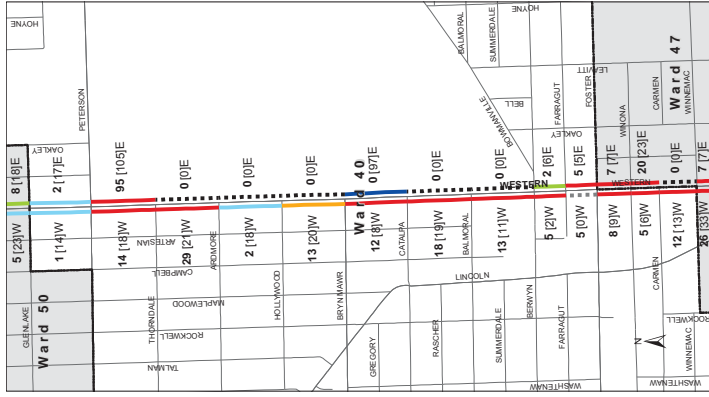 HOYNE
PETERSON
OAKLEY
8 [18]E
2 [17]E
95 [105]E
0 [0]E
0 [0]E
0 [0]E
0 [97]E
0 [0]E
0 [0]E
2 [6]E
5 [5]E
7 [7]E
20 [23]E
0 [0]E
7 [7]E
HOYNE
BALMORAL
SUMMERDALE
BOWMANVILLE
BELL
OAKLEY
FARRAGUT
FOSTER
LEAVITT
WINONA
CARMEN
WINNEMAC
Ward 47
Ward 40
WESTERN
WESTERN
5 [23]W
1 [14]W
14 [18]W
29 [21]W
2 [18]W
13 [20]W
12 [8]W
18 [19]W
13 [11]W
5 [2]W
5 [0]W
8 [9]W
5 [6]W
12 [13]W
26 [33]W
GLENLAKE
Ward 50
ARTESIAN
CAMPBELL
MAPLEWOOD
ROCKWELL
TALMAN
THORNDALE
ARDMORE
HOLLYWOOD
BRYN MAWR
GREGORY
CATALPA
RASCHER
BALMORAL
LINCOLN
SUMMERDALE
BERWYN
FARRAGUT
WASHTENAW
CARMEN
N
WINNEMAC
ROCKWELL
WASHTENAW